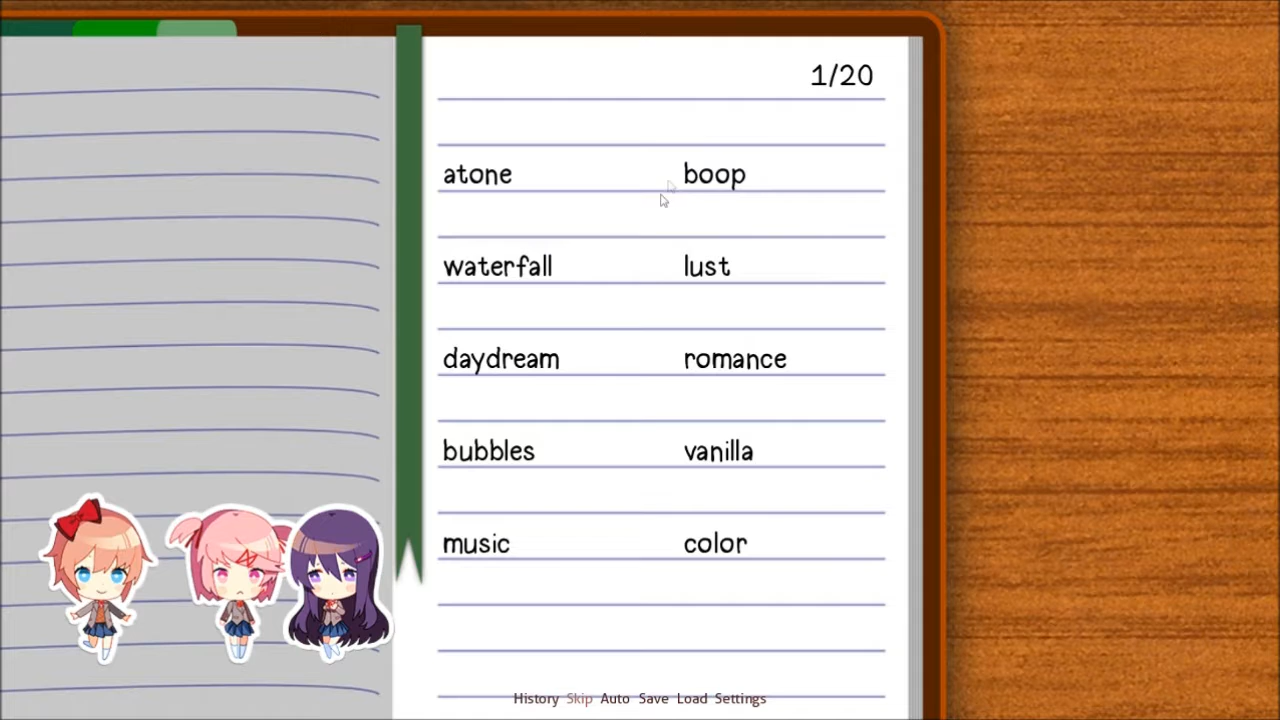 1/20
atone boop
waterfall lust
daydream romance
bubbles vanilla
music color
History Skip Auto Save Load Settings